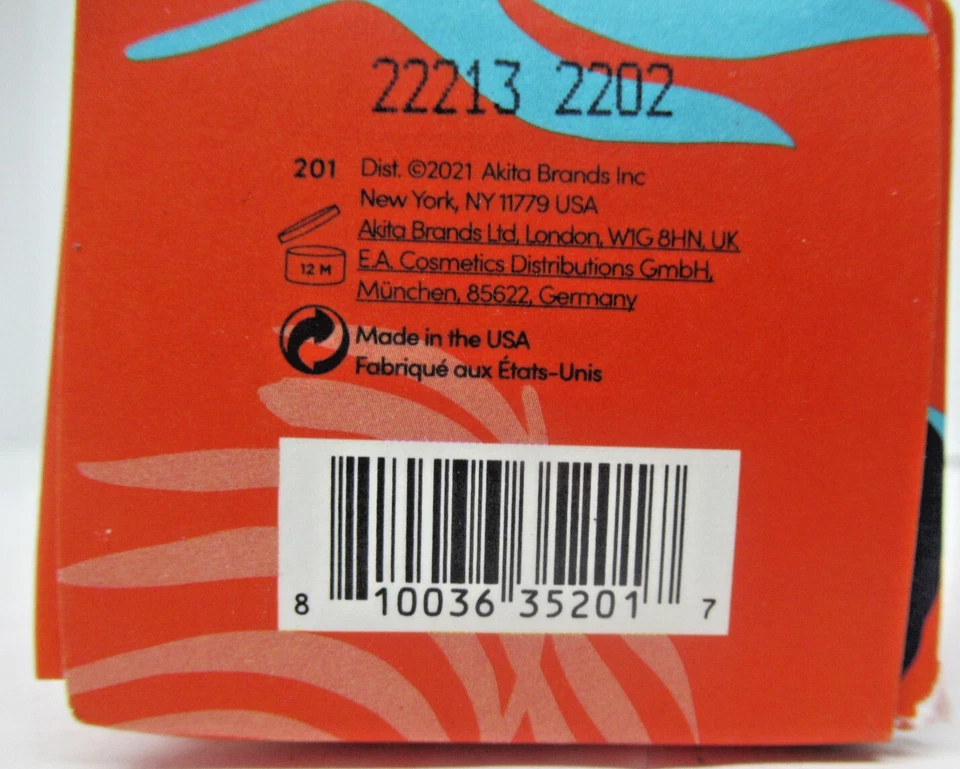 22213 2202
201 Dist. ©2021 Akita Brands Inc
New York, NY 11779 USA
Akita Brands Ltd, London, W1G 8HN, UK
12 M
E.A. Cosmetics Distributions GmbH,
München, 85622, Germany
Made in the USA
Fabriqué aux États-Unis
8 10036 35201 7